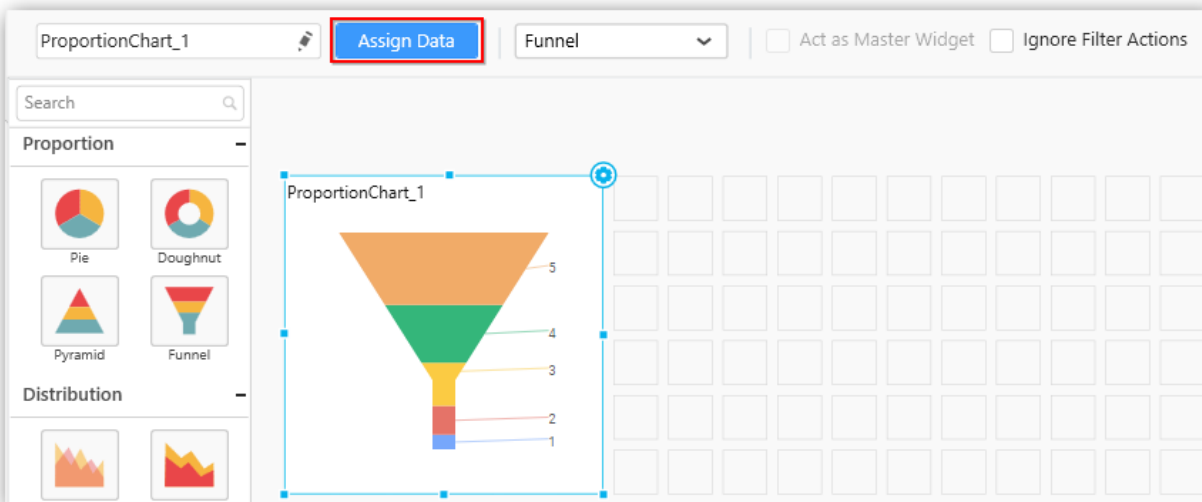 ProportionChart_1
Assign Data
Funnel
Act as Master Widget
Ignore Filter Actions
Search
Proportion
Pie
Doughnut
Pyramid
Funnel
Distribution
ProportionChart_1
5
4
3
2
1